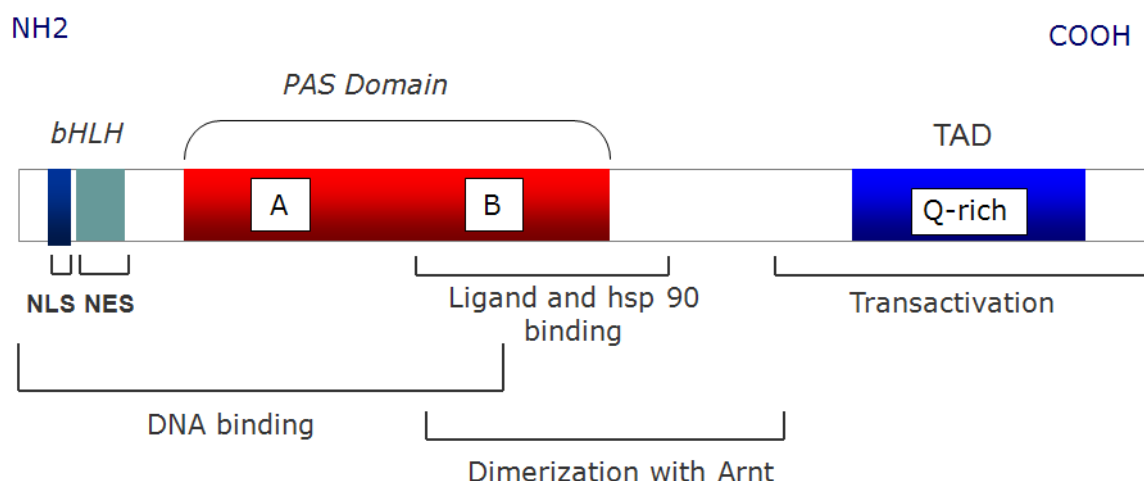 NH2
COOH
PAS Domain
bHLH
TAD
A
B
Q-rich
NLS NES
Ligand and hsp 90
binding
Transactivation
DNA binding
Dimerization with Arnt